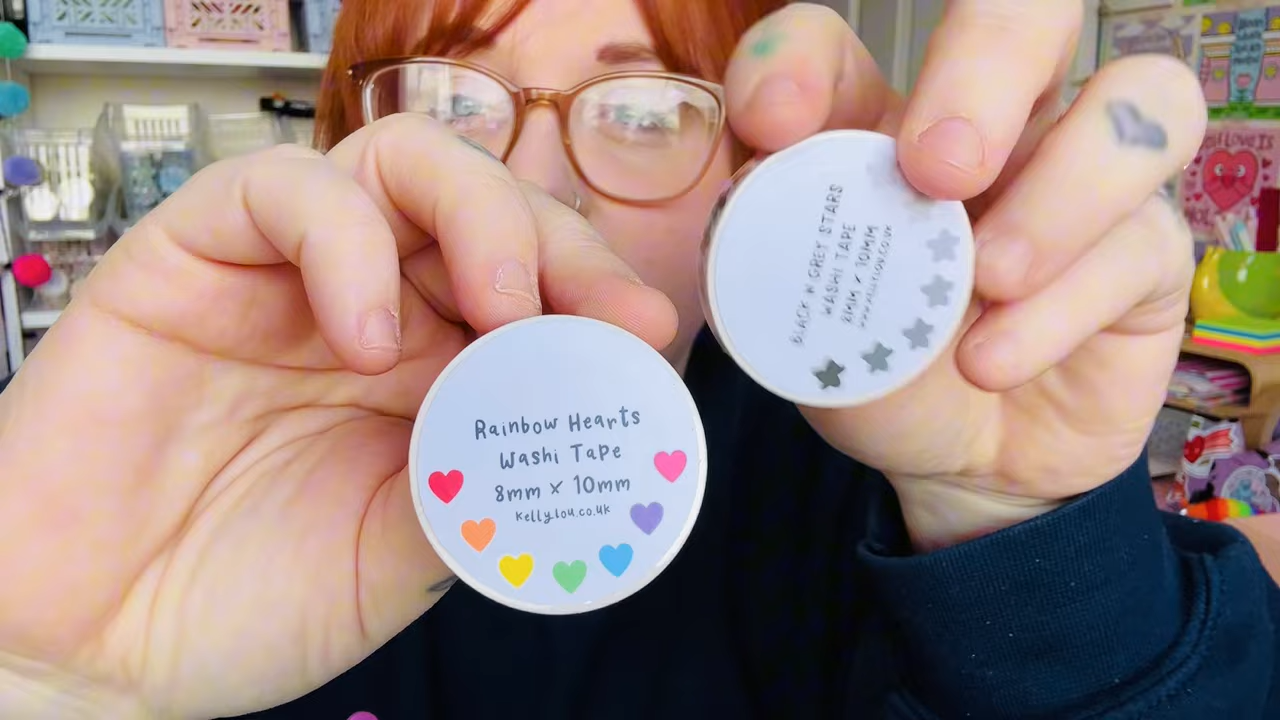 Rainbow Hearts
Washi Tape
8mm x 10mm
kellylou.co.uk
BLACK N GREY STARS
WASHI TAPE
8MM x 10MM
www.kellylou.co.uk